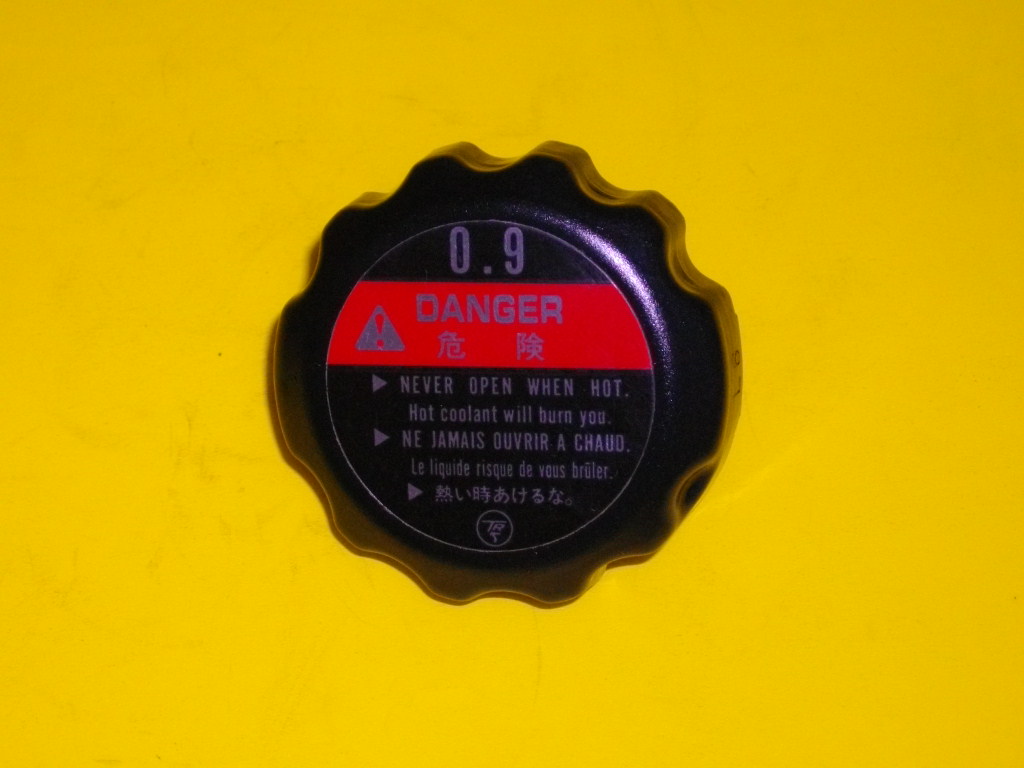 0.9
DANGER
危 険
▶ NEVER OPEN WHEN HOT.
Hot coolant will burn you.
▶ NE JAMAIS OUVRIR A CHAUD.
Le liquide risque de vous brûler.
▶ 熱い時あけるな。